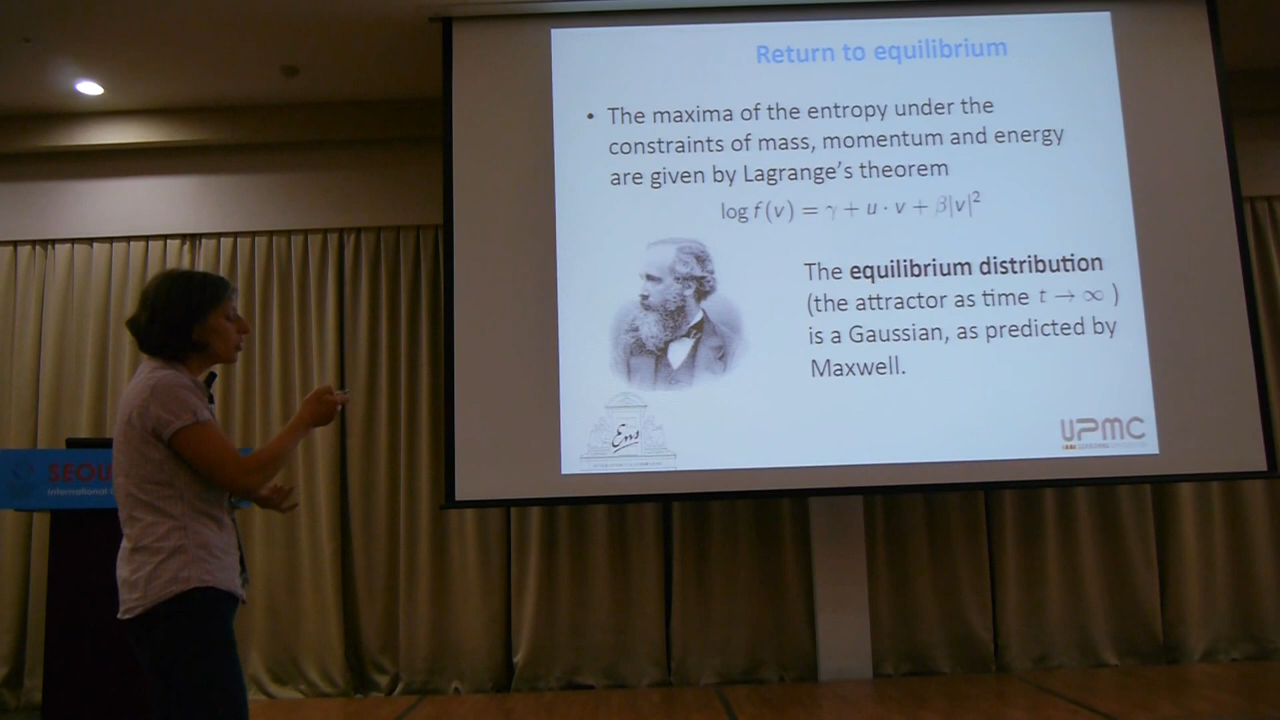 Return to equilibrium
• The maxima of the entropy under the
constraints of mass, momentum and energy
are given by Lagrange's theorem
log f(v) = γ + u · v + β|v|²
The equilibrium distribution
(the attractor as time t → ∞ )
is a Gaussian, as predicted by
Maxwell.
Ens
UPMC
SEOU
International